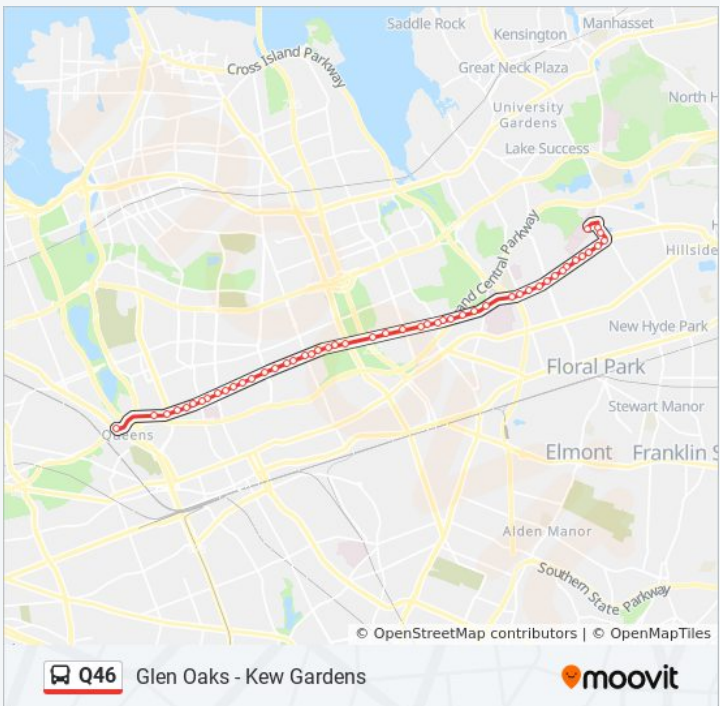 Saddle Rock
Manhasset
Kensington
Cross Island Parkway
Great Neck Plaza
North H
University
Gardens
Lake Success
and Central Parkway
Hillside
New Hyde Park
Floral Park
Stewart Manor
Queens
Elmont
Franklin S
Alden Manor
Southern State Parkway
© OpenStreetMap contributors | © OpenMapTiles
Q46
Glen Oaks - Kew Gardens
moovit